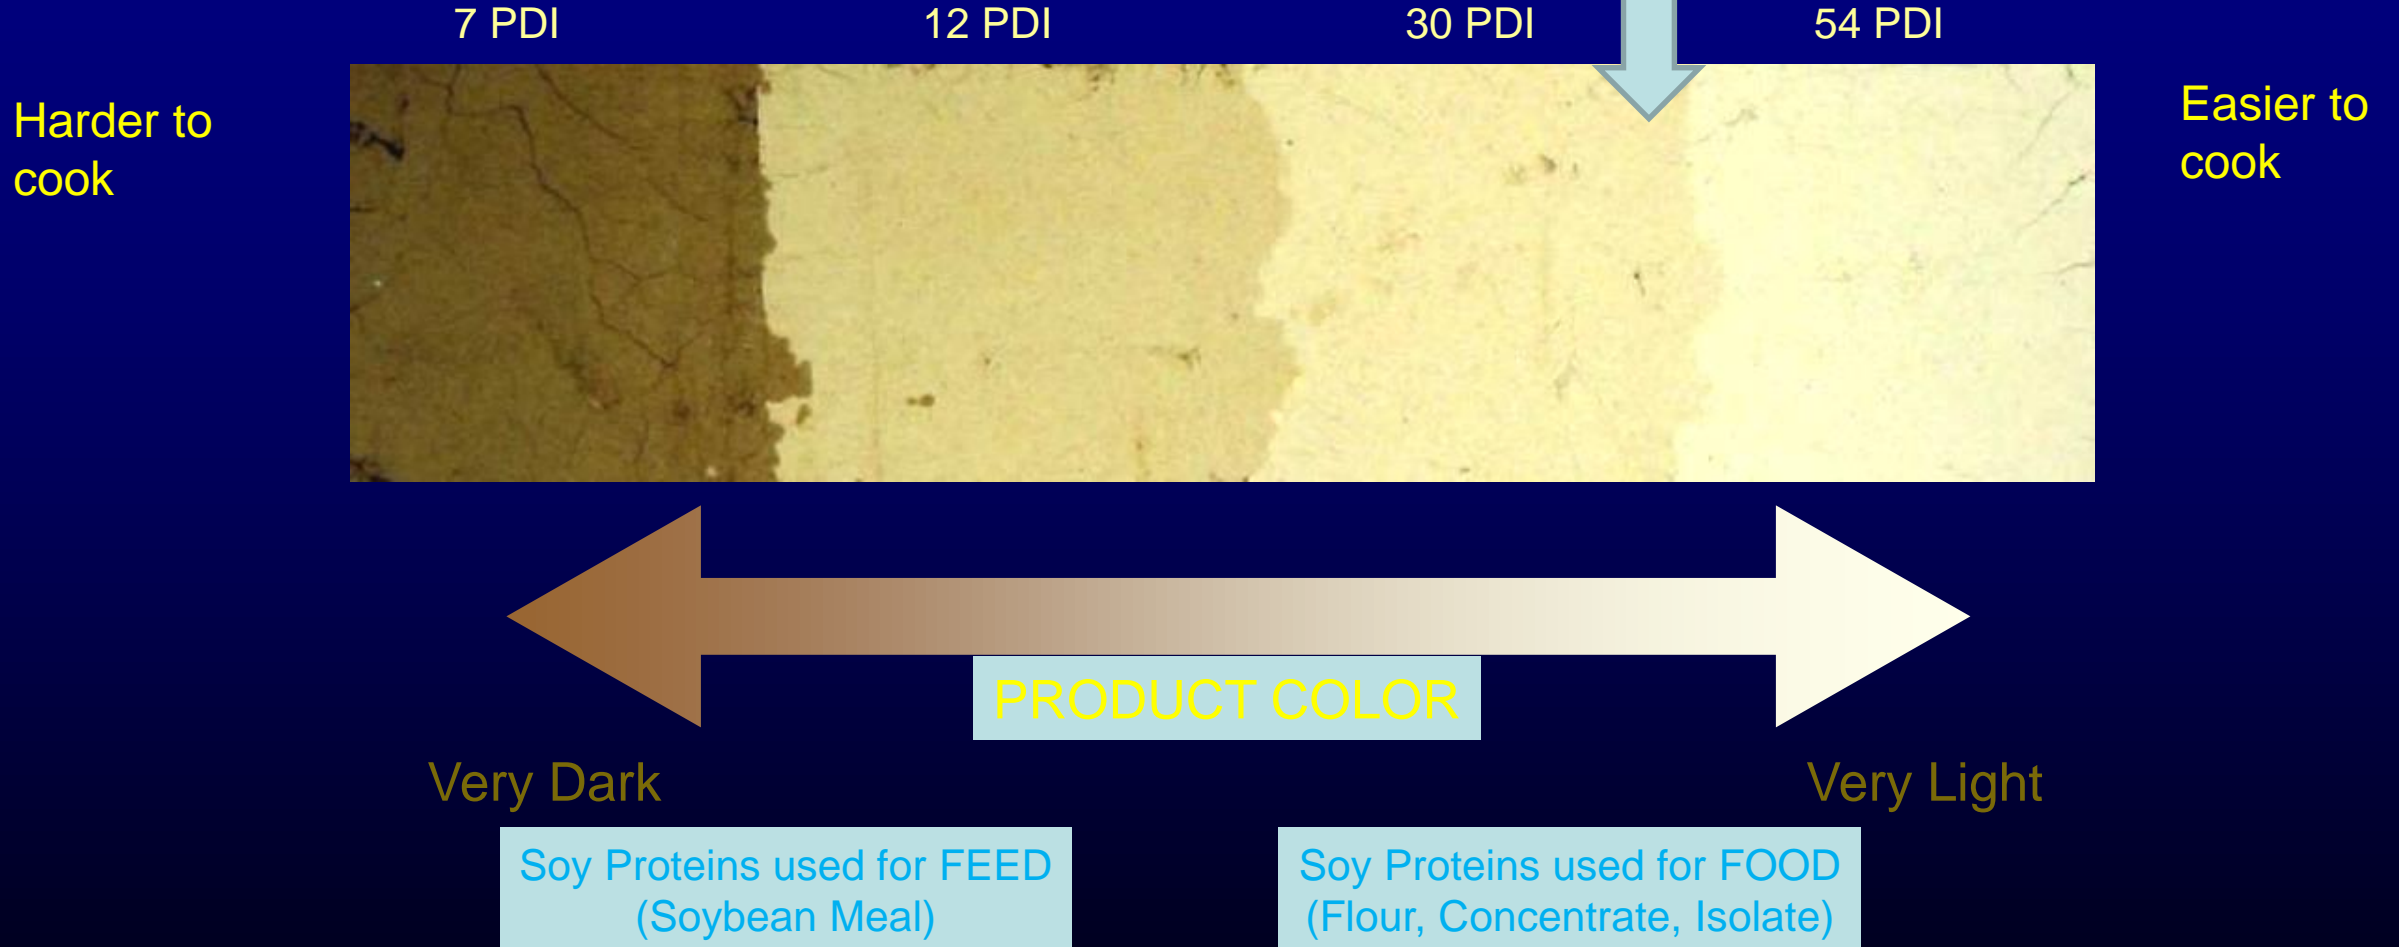 7 PDI
12 PDI
30 PDI
54 PDI
Harder to
cook
Easier to
cook
PRODUCT COLOR
Very Dark
Very Light
Soy Proteins used for FEED
(Soybean Meal)
Soy Proteins used for FOOD
(Flour, Concentrate, Isolate)